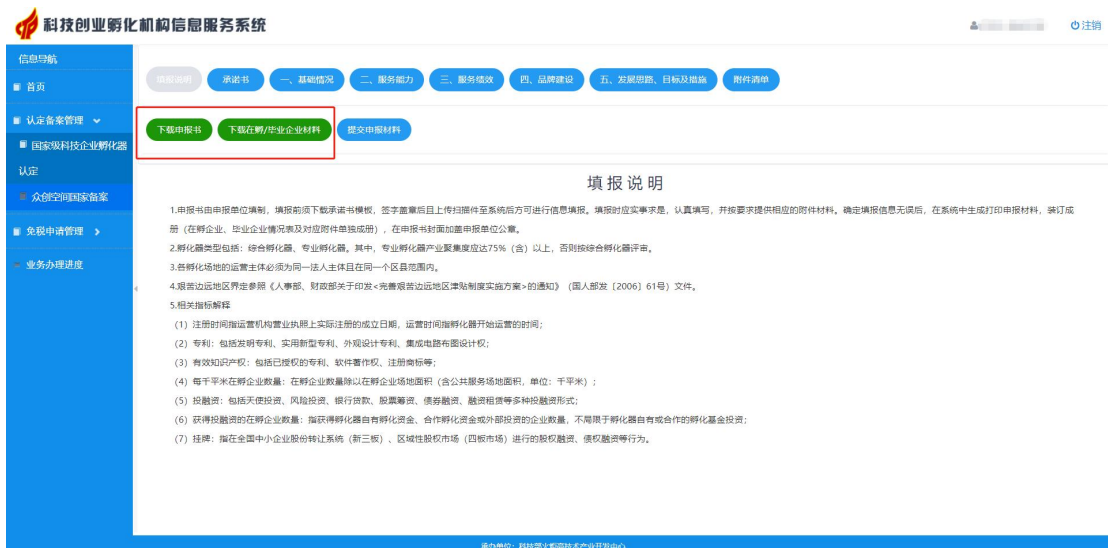 科技创业孵化机构信息服务系统
注销
信息导航
首页
认定备案管理
国家级科技企业孵化器
认定
众创空间国家备案
免税申请管理
业务办理进度
填报说明 承诺书 一、基础情况 二、服务能力 三、服务绩效 四、品牌建设 五、发展思路、目标及措施 附件清单
下载申报书 下载在孵/毕业企业材料 提交申报材料
填报说明
1.申报书由申报单位填制，填报前须下载承诺书模板，签字盖章后且上传扫描件至系统后方可进行信息填报。填报时应实事求是，认真填写，并按要求提供相应的附件材料。确定填报信息无误后，在系统中生成打印申报材料，装订成
册（在孵企业、毕业企业情况表及对应附件单独成册），在申报书封面加盖申报单位公章。
2.孵化器类型包括：综合孵化器、专业孵化器。其中，专业孵化器产业聚集度应达75%（含）以上，否则按综合孵化器评审。
3.各孵化场地的运营主体必须为同一法人主体且在同一个区县范围内。
4.艰苦边远地区界定参照《人事部、财政部关于印发<完善艰苦边远地区津贴制度实施方案>的通知》（国人部发〔2006〕61号）文件。
5.相关指标解释
（1）注册时间指运营机构营业执照上实际注册的成立日期，运营时间指孵化器开始运营的时间；
（2）专利：包括发明专利、实用新型专利、外观设计专利、集成电路布图设计权；
（3）有效知识产权：包括已授权的专利、软件著作权、注册商标等；
（4）每千平米在孵企业数量：在孵企业数量除以在孵企业场地面积（含公共服务场地面积，单位：千平米）；
（5）投融资：包括天使投资、风险投资、银行贷款、股票筹资、债券融资、融资租赁等多种投融资形式；
（6）获得投融资的在孵企业数量：指获得孵化器自有孵化资金、合作孵化资金或外部投资的企业数量，不局限于孵化器自有或合作的孵化基金投资；
（7）挂牌：指在全国中小企业股份转让系统（新三板）、区域性股权市场（四板市场）进行的股权融资、债权融资等行为。
承办单位：科技部火炬高技术产业开发中心